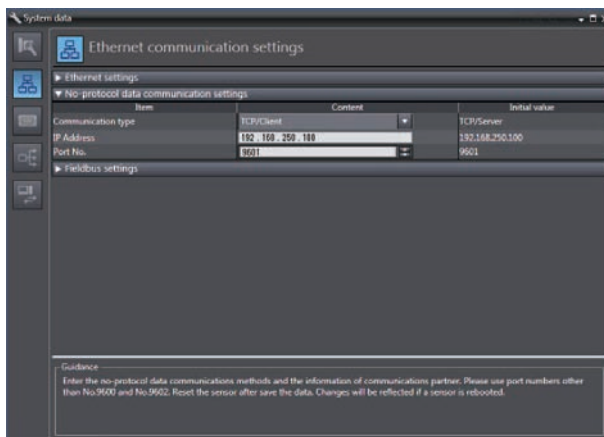 System data
Ethernet communication settings
Ethernet settings
No-protocol data communication settings
Item Content Initial value
Communication type TCP/Client TCP/Server
IP Address 192 . 168 . 250 . 100 192.168.250.100
Port No. 9601 9601
Fieldbus settings
Guidance
Enter the no-protocol data communications methods and the information of communications partner. Please use port numbers other
than No.9600 and No.9602. Reset the sensor after save the data. Changes will be reflected if a sensor is rebooted.